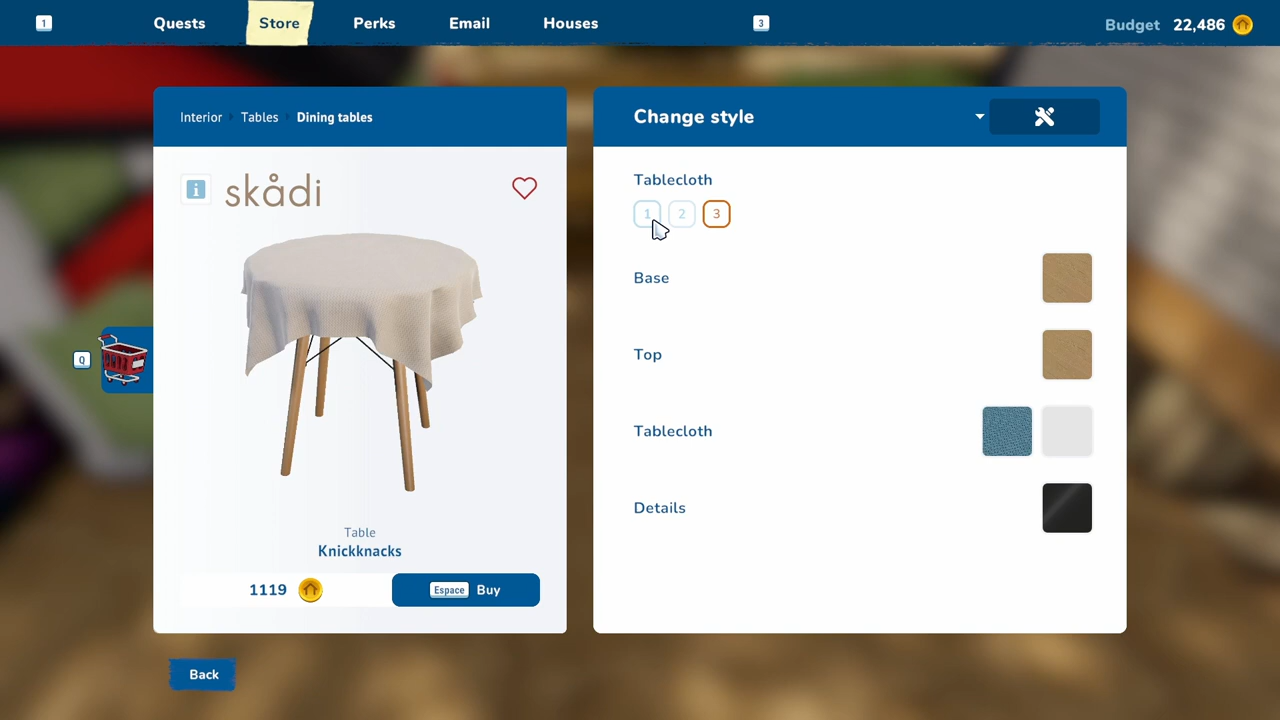 1 Quests Store Perks Email Houses 3 Budget 22,486
Interior Tables Dining tables
Change style
i skådi
Tablecloth
1 2 3
Base
Q
Top
Tablecloth
Details
Table
Knickknacks
1119 Espace Buy
Back